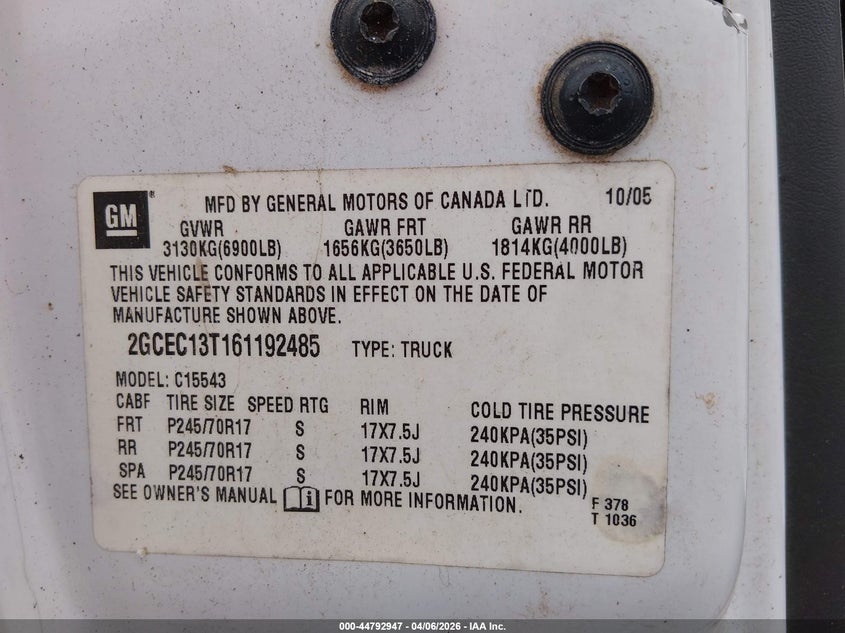 GM
MFD BY GENERAL MOTORS OF CANADA LTD. 10/05
GVWR GAWR FRT GAWR RR
3130KG(6900LB) 1656KG(3650LB) 1814KG(4000LB)
THIS VEHICLE CONFORMS TO ALL APPLICABLE U.S. FEDERAL MOTOR
VEHICLE SAFETY STANDARDS IN EFFECT ON THE DATE OF
MANUFACTURE SHOWN ABOVE.
2GCEC13T161192485 TYPE: TRUCK
MODEL: C15543
CABF TIRE SIZE SPEED RTG RIM COLD TIRE PRESSURE
FRT P245/70R17 S 17X7.5J 240KPA(35PSI)
RR P245/70R17 S 17X7.5J 240KPA(35PSI)
SPA P245/70R17 S 17X7.5J 240KPA(35PSI)
SEE OWNER'S MANUAL FOR MORE INFORMATION.
F 378
T 1036
000-44792947 - 04/06/2026 - IAA Inc.